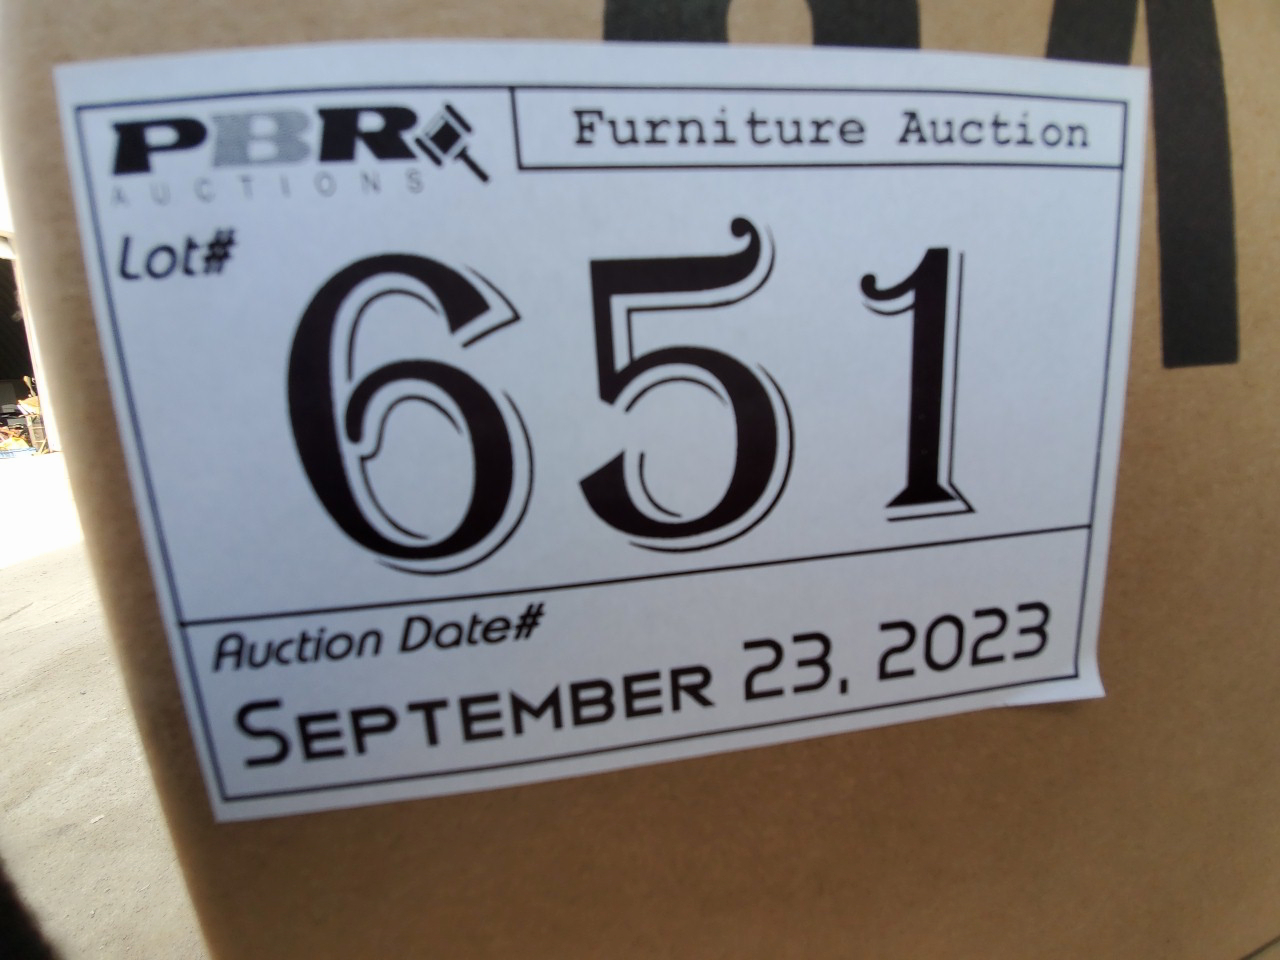 PBR
AUCTIONS
Furniture Auction
Lot#
651
Auction Date#
SEPTEMBER 23, 2023